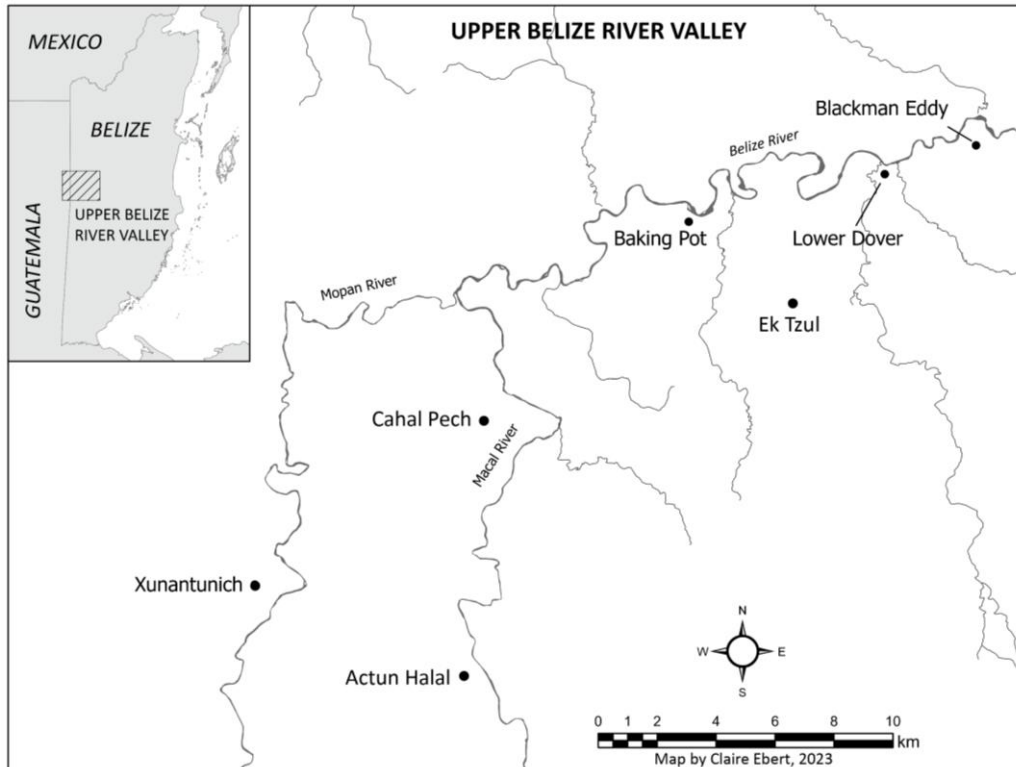 UPPER BELIZE RIVER VALLEY
MEXICO
BELIZE
GUATEMALA
UPPER BELIZE
RIVER VALLEY
Blackman Eddy
Belize River
Baking Pot
Lower Dover
Mopan River
Ek Tzul
Cahal Pech
Macal River
Xunantunich
Actun Halal
N
W
E
S
0 1 2 4 6 8 10
km
Map by Claire Ebert, 2023